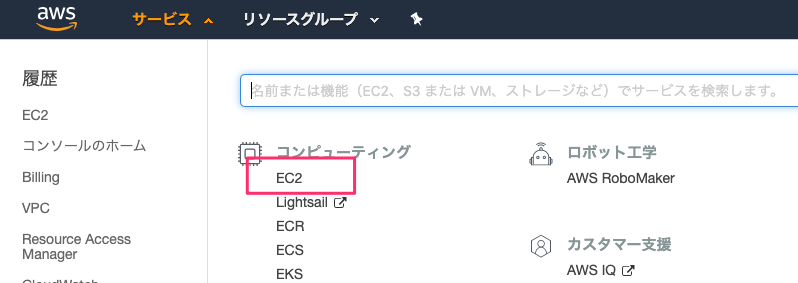 aws サービス リソースグループ
履歴
名前または機能（EC2、S3 または VM、ストレージなど）でサービスを検索します。
EC2
コンソールのホーム
Billing
VPC
Resource Access
Manager
CloudWatch
コンピューティング
EC2
Lightsail
ECR
ECS
EKS
ロボット工学
AWS RoboMaker
カスタマー支援
AWS IQ